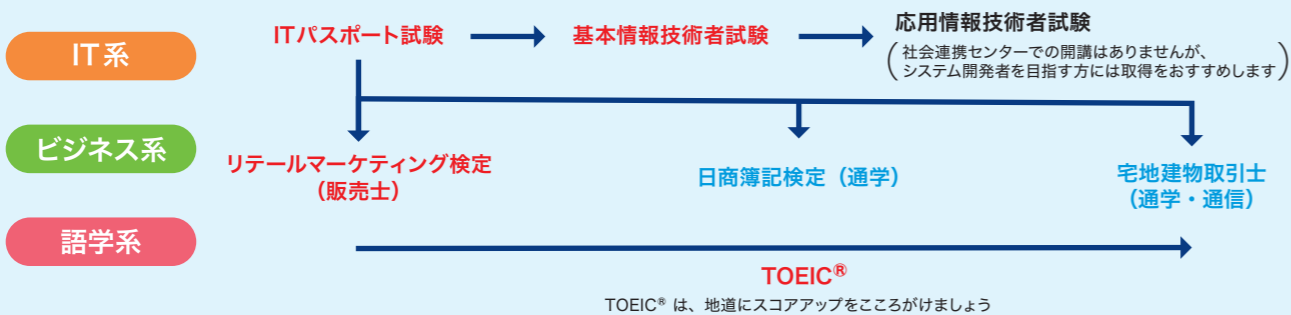 IT系
ITパスポート試験
基本情報技術者試験
応用情報技術者試験
(社会連携センターでの開講はありませんが、
システム開発者を目指す方には取得をおすすめします)
ビジネス系
リテールマーケティング検定
(販売士)
日商簿記検定(通学)
宅地建物取引士
(通学・通信)
語学系
TOEIC®
TOEIC® は、地道にスコアアップをこころがけましょう